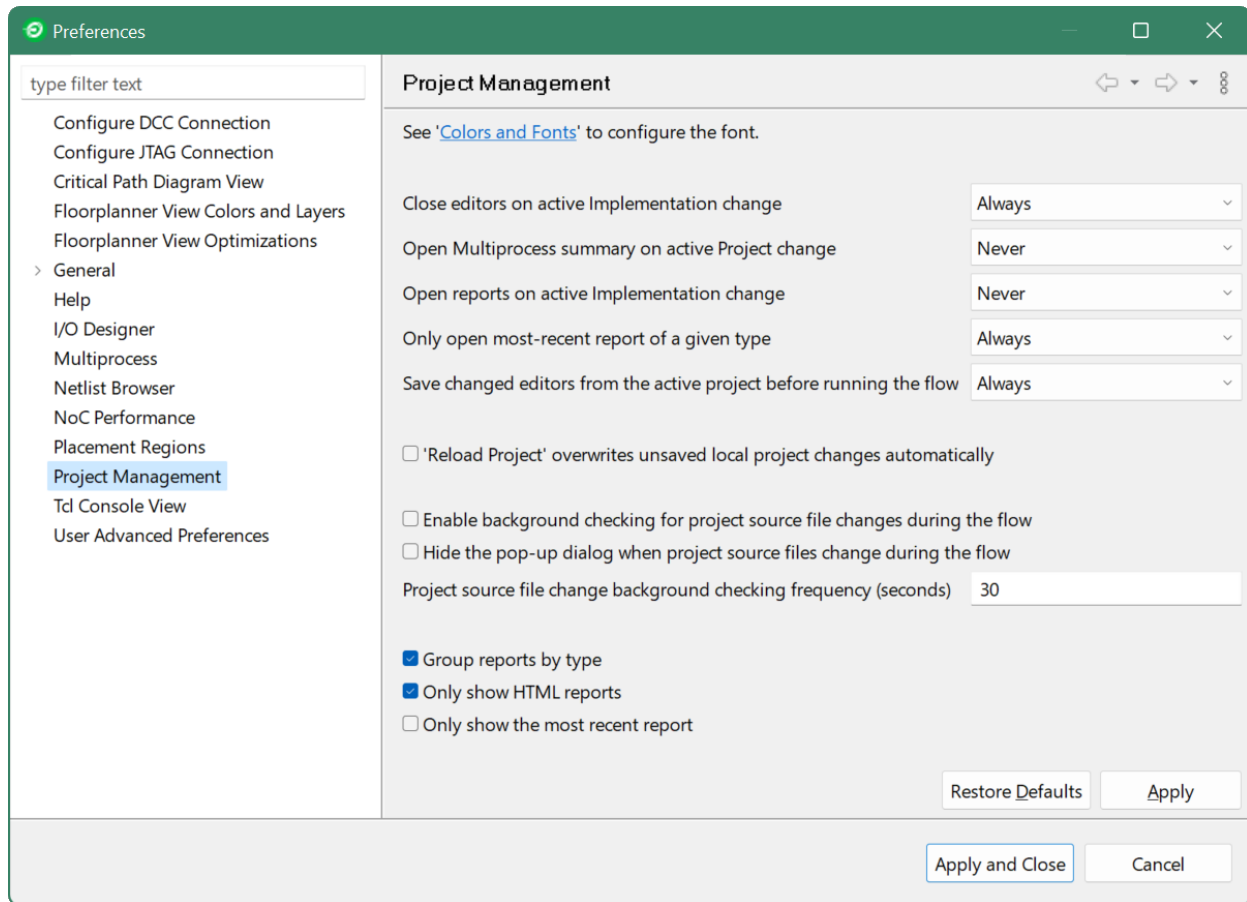 Preferences
type filter text
Configure DCC Connection
Configure JTAG Connection
Critical Path Diagram View
Floorplanner View Colors and Layers
Floorplanner View Optimizations
General
Help
I/O Designer
Multiprocess
Netlist Browser
NoC Performance
Placement Regions
Project Management
Tcl Console View
User Advanced Preferences
Project Management
See 'Colors and Fonts' to configure the font.
Close editors on active Implementation change Always
Open Multiprocess summary on active Project change Never
Open reports on active Implementation change Never
Only open most-recent report of a given type Always
Save changed editors from the active project before running the flow Always
'Reload Project' overwrites unsaved local project changes automatically
Enable background checking for project source file changes during the flow
Hide the pop-up dialog when project source files change during the flow
Project source file change background checking frequency (seconds) 30
Group reports by type
Only show HTML reports
Only show the most recent report
Restore Defaults Apply
Apply and Close Cancel